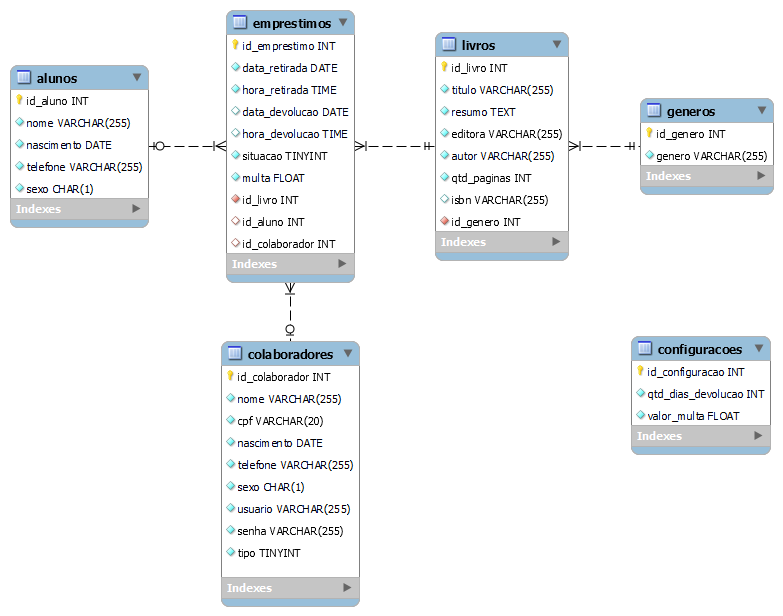 alunos
id_aluno INT
nome VARCHAR(255)
nascimento DATE
telefone VARCHAR(255)
sexo CHAR(1)
Indexes
emprestimos
id_emprestimo INT
data_retirada DATE
hora_retirada TIME
data_devolucao DATE
hora_devolucao TIME
situacao TINYINT
multa FLOAT
id_livro INT
id_aluno INT
id_colaborador INT
Indexes
livros
id_livro INT
titulo VARCHAR(255)
resumo TEXT
editora VARCHAR(255)
autor VARCHAR(255)
qtd_paginas INT
isbn VARCHAR(255)
id_genero INT
Indexes
generos
id_genero INT
genero VARCHAR(255)
Indexes
colaboradores
id_colaborador INT
nome VARCHAR(255)
cpf VARCHAR(20)
nascimento DATE
telefone VARCHAR(255)
sexo CHAR(1)
usuario VARCHAR(255)
senha VARCHAR(255)
tipo TINYINT
Indexes
configuracoes
id_configuracao INT
qtd_dias_devolucao INT
valor_multa FLOAT
Indexes